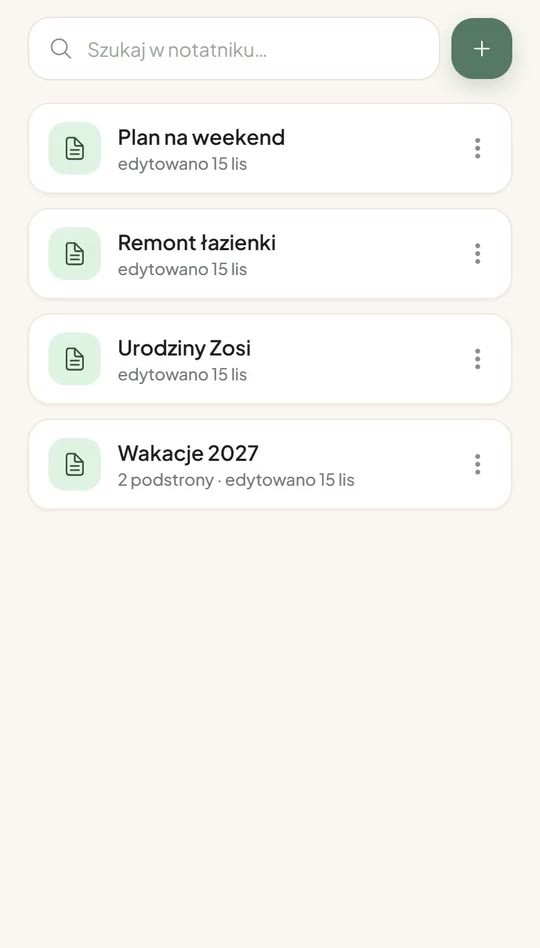 Szukaj w notatniku...
Plan na weekend
edytowano 15 lis
Remont łazienki
edytowano 15 lis
Urodziny Zosi
edytowano 15 lis
Wakacje 2027
2 podstrony · edytowano 15 lis